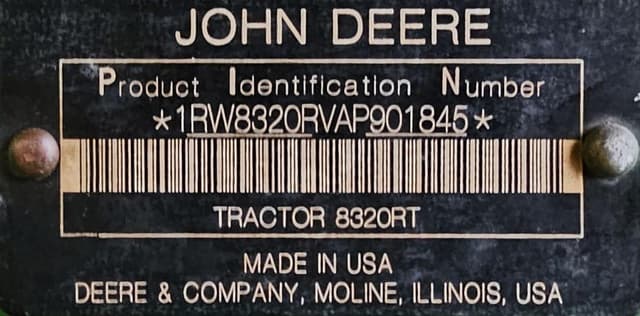 JOHN DEERE
Product Identification Number
*1RW8320RVAP901845*
TRACTOR 8320RT
MADE IN USA
DEERE & COMPANY, MOLINE, ILLINOIS, USA